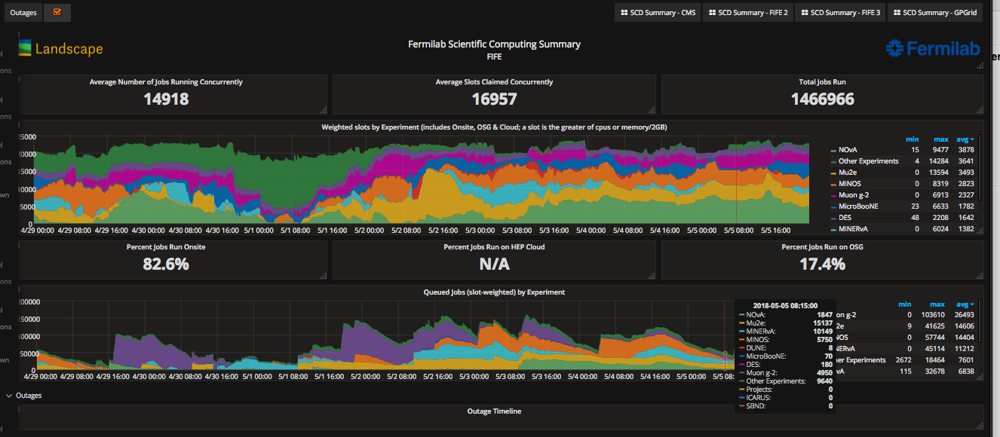 Outages
SCD Summary - CMS
SCD Summary - FIFE 2
SCD Summary - FIFE 3
SCD Summary - GPGrid
Landscape
Fermilab Scientific Computing Summary
FIFE
Fermilab
Average Number of Jobs Running Concurrently
14918
Average Slots Claimed Concurrently
16957
Total Jobs Run
1466966
Weighted slots by Experiment (includes Onsite, OSG & Cloud; a slot is the greater of cpus or memory/2GB)
25000
20000
15000
10000
5000
0
4/29 00:00 4/29 08:00 4/29 16:00 4/30 00:00 4/30 08:00 4/30 16:00 5/1 00:00 5/1 08:00 5/1 16:00 5/2 00:00 5/2 08:00 5/2 16:00 5/3 00:00 5/3 08:00 5/3 16:00 5/4 00:00 5/4 08:00 5/4 16:00 5/5 00:00 5/5 08:00 5/5 16:00
min max avg
NOvA 15 9477 3878
Other Experiments 4 14284 3641
Mu2e 0 13594 3493
MINOS 0 8319 2823
Muon g-2 0 6913 2327
MicroBooNE 23 6633 1782
DES 48 2208 1642
MINERvA 0 6024 1382
Percent Jobs Run Onsite
82.6%
Percent Jobs Run on HEP Cloud
N/A
Percent Jobs Run on OSG
17.4%
Queued Jobs (slot-weighted) by Experiment
200000
150000
100000
50000
0
4/29 00:00 4/29 08:00 4/29 16:00 4/30 00:00 4/30 08:00 4/30 16:00 5/1 00:00 5/1 08:00 5/1 16:00 5/2 00:00 5/2 08:00 5/2 16:00 5/3 00:00 5/3 08:00 5/3 16:00 5/4 00:00 5/4 08:00 5/4 16:00 5/5 00:00 5/5 08:
2018-05-05 08:15:00
NOvA: 1847
Mu2e: 15137
MINERvA: 10149
MINOS: 5750
DUNE: 8
MicroBooNE: 70
DES: 180
Muon g-2: 4950
Other Experiments: 9640
Projects: 0
ICARUS: 0
SBND: 0
min max avg
on g-2 0 103610 26493
2e 9 41625 14606
NOS 0 57744 14404
NERvA 0 45114 11212
er Experiments 2672 18464 7601
vA 115 32678 6838
Outages
Outage Timeline